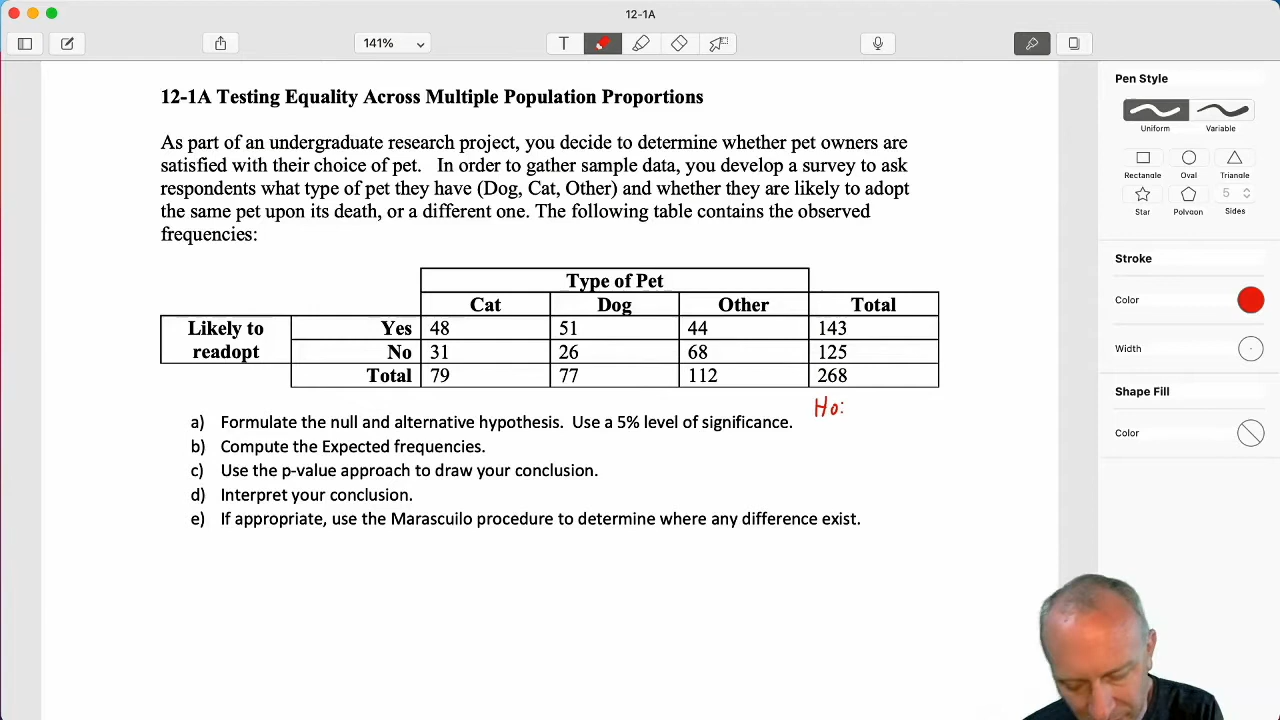 12-1A
141%
T
Pen Style
Uniform
Variable
Rectangle
Oval
Triangle
Star
Polygon
5
Sides
Stroke
Color
Width
Shape Fill
Color
12-1A Testing Equality Across Multiple Population Proportions
As part of an undergraduate research project, you decide to determine whether pet owners are
satisfied with their choice of pet. In order to gather sample data, you develop a survey to ask
respondents what type of pet they have (Dog, Cat, Other) and whether they are likely to adopt
the same pet upon its death, or a different one. The following table contains the observed
frequencies:
Type of Pet
Cat Dog Other Total
Likely to Yes 48 51 44 143
readopt No 31 26 68 125
Total 79 77 112 268
Ho:
a) Formulate the null and alternative hypothesis. Use a 5% level of significance.
b) Compute the Expected frequencies.
c) Use the p-value approach to draw your conclusion.
d) Interpret your conclusion.
e) If appropriate, use the Marascuilo procedure to determine where any difference exist.